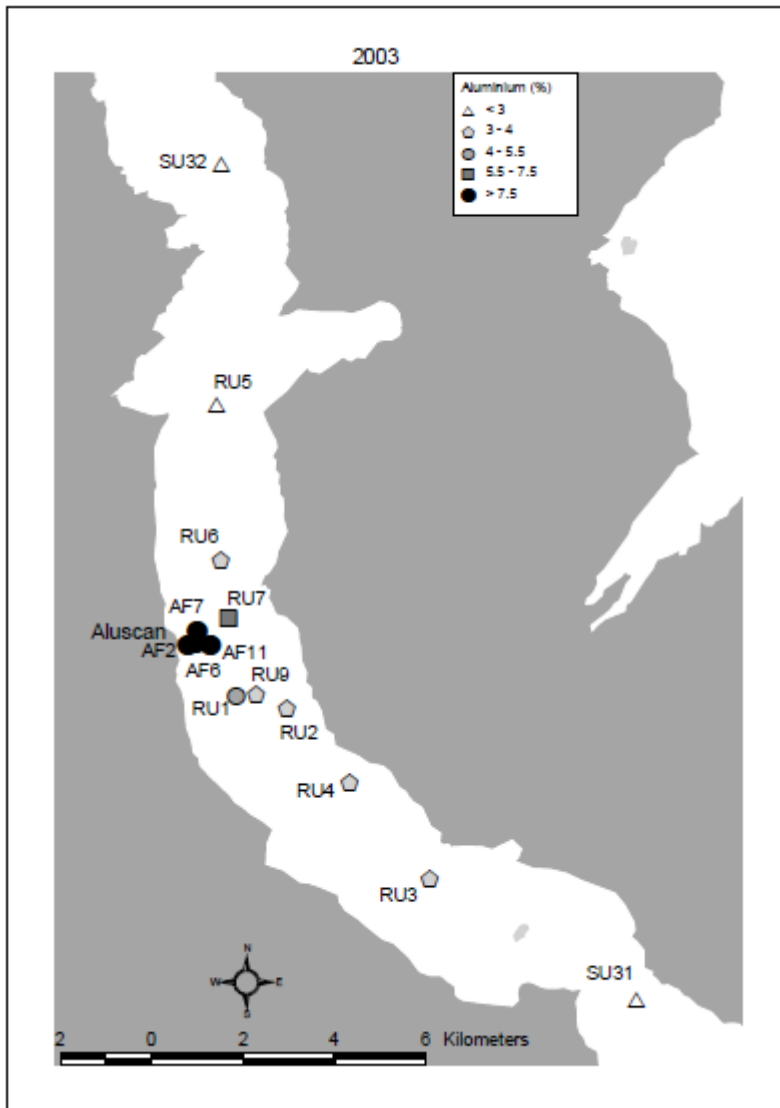 2003
Aluminium (%)
< 3
3 - 4
4 - 5.5
5.5 - 7.5
> 7.5
SU32
RU5
RU6
AF7
RU7
Aluscan
AF2
AF11
AF6
RU9
RU1
RU2
RU4
RU3
SU31
N
W
E
S
2 0 2 4 6 Kilometers